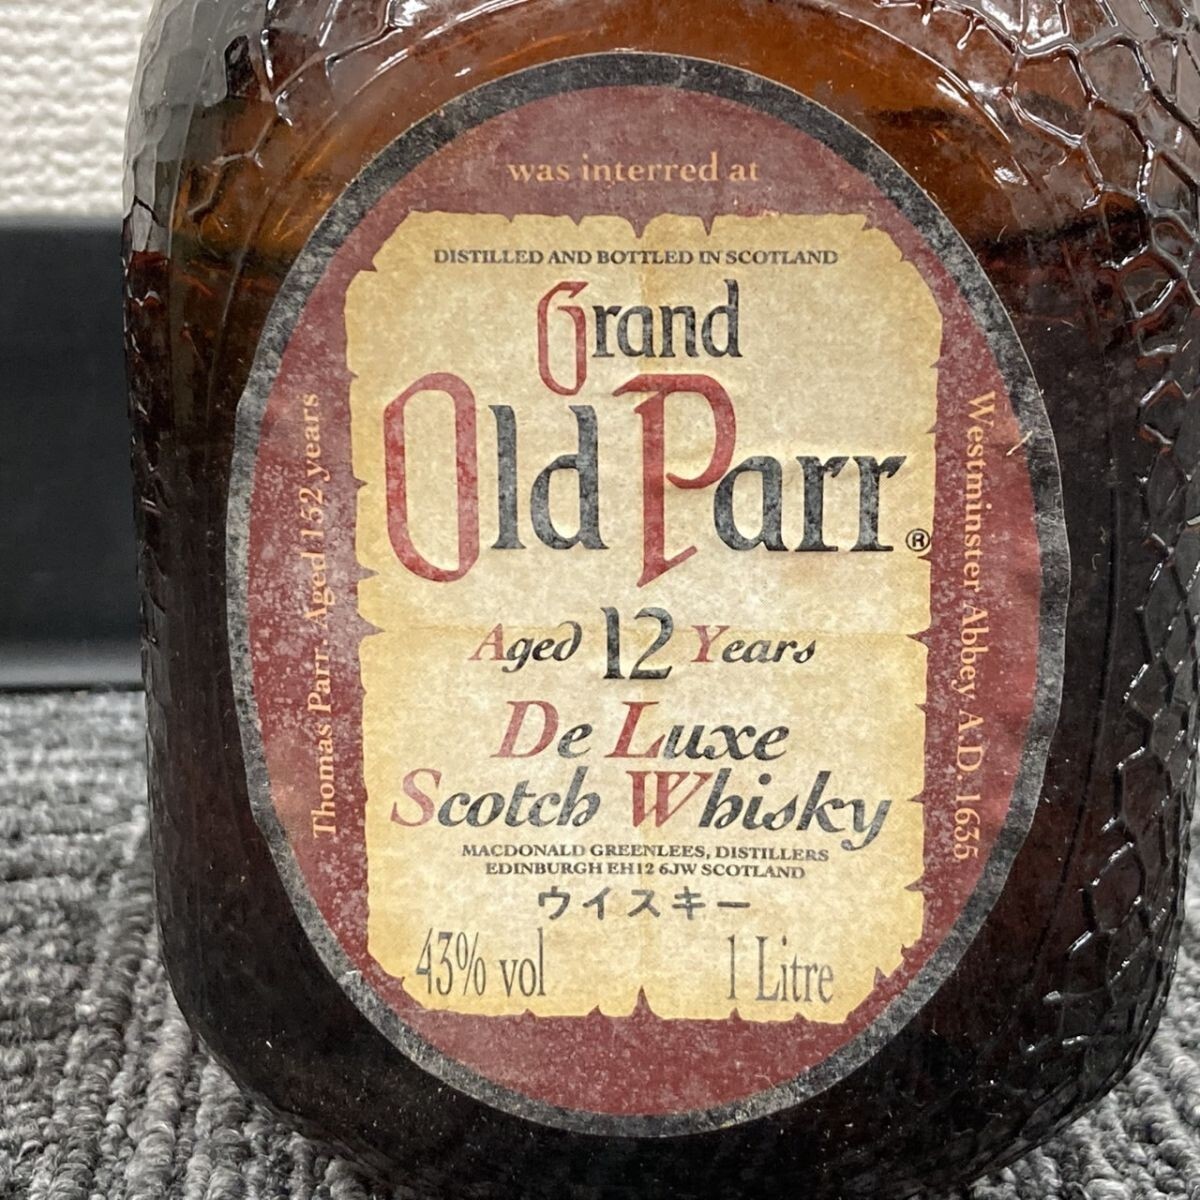 Thomas Parr. Aged 152 years
was interred at
Westminster Abbey A.D. 1635
DISTILLED AND BOTTLED IN SCOTLAND
Grand
Old Parr®
Aged 12 Years
De Luxe
Scotch Whisky
MACDONALD GREENLEES, DISTILLERS
EDINBURGH EH12 6JW SCOTLAND
ウイスキー
43% vol 1 Litre